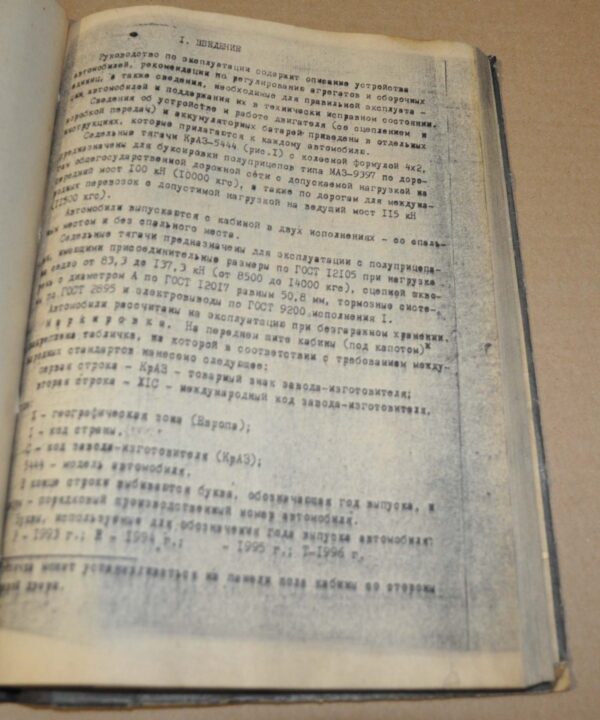 I. ВВЕДЕНИЕ
Руководство по эксплуатации содержит описание устройства
автомобилей, рекомендации по регулированию агрегатов и сборочных
единиц, а также сведения, необходимые для правильной эксплуата-
ции автомобилей и поддержания их в технически исправном состоянии.
Сведения об устройстве и работе двигателя (со сцеплением и
коробкой передач) и аккумуляторных батарей приведены в отдельных
инструкциях, которые прилагаются к каждому автомобилю.
Седельные тягачи КрАЗ-5444 (рис.I) с колесной формулой 4х2,
предназначены для буксировки полуприцепов типа МАЗ-9397 по доро-
гам общегосударственной дорожной сети с допускаемой нагрузкой на
передний мост 100 кН (10000 кгс), а также по дорогам для междуна-
родных перевозок с допустимой нагрузкой на ведущий мост 115 кН
(11500 кгс).
Автомобили выпускаются с кабиной в двух исполнениях - со спаль-
ным местом и без спального места.
Седельные тягачи предназначены для эксплуатации с полуприцепа-
ми, имеющими присоединительные размеры по ГОСТ 12105 при нагрузке
на седло от 83,3 до 137,3 кН (от 8500 до 14000 кгс), сцепной шкво-
рень с диаметром А по ГОСТ 12017 равным 50,8 мм, тормозные систе-
мы по ГОСТ 2895 и электровыводы по ГОСТ 9200 исполнения I.
Автомобили рассчитаны на эксплуатацию при безгаражном хранении.
Маркировка. На переднем щите кабины (под капотом)ˣ
закреплена табличка, на которой в соответствии с требованием между-
народных стандартов нанесено следующее:
первая строка - КрАЗ - товарный знак завода-изготовителя;
вторая строка - XIC - международный код завода-изготовителя,
X - географическая зона (Европа);
I - код страны,
C - код завода-изготовителя (КрАЗ);
5444 - модель автомобиля.
В конце строки выбиваются буква, обозначающая год выпуска, и
порядковый производственный номер автомобиля.
Буквы, используемые для обозначения года выпуска автомобиля:
P - 1993 г.; R - 1994 г.; - 1995 г.; T-1996 г.
может устанавливаться на панели пола кабины со стороны
двери.